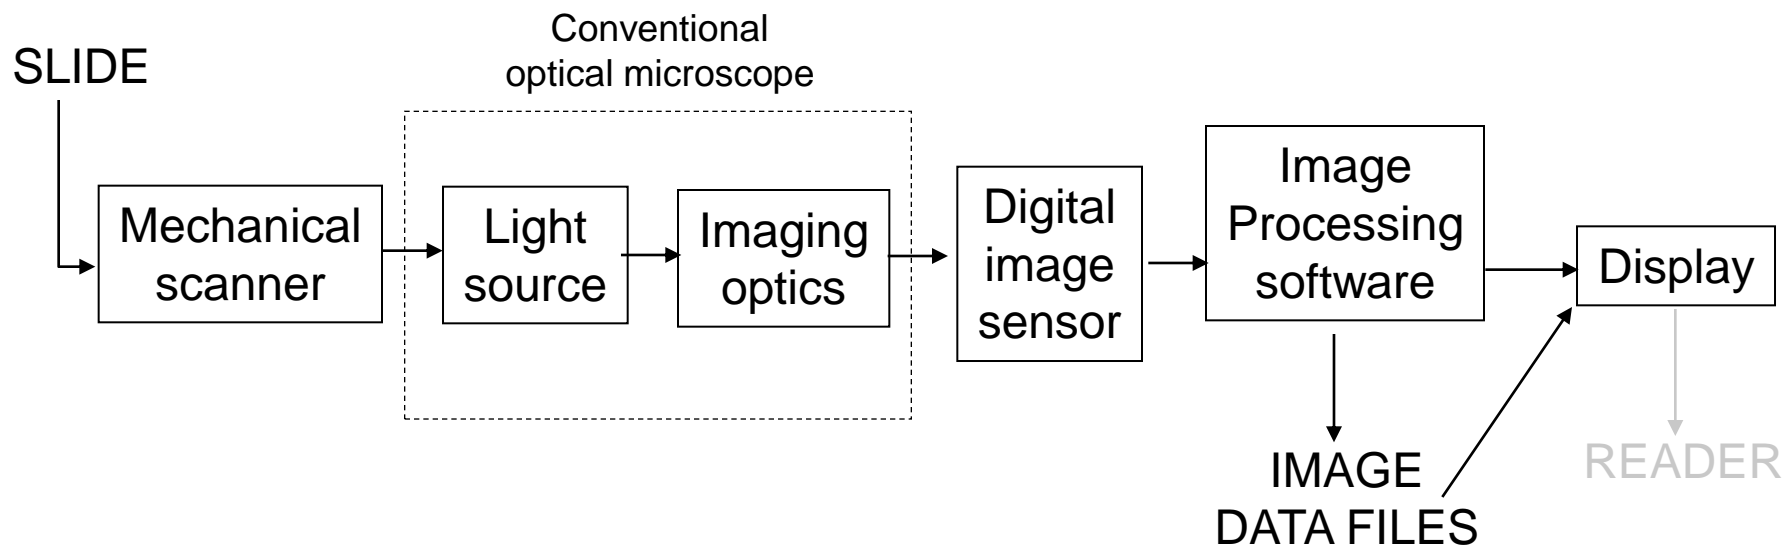 Conventional
optical microscope
SLIDE
Mechanical
scanner
Light
source
Imaging
optics
Digital
image
sensor
Image
Processing
software
Display
IMAGE
DATA FILES
READER